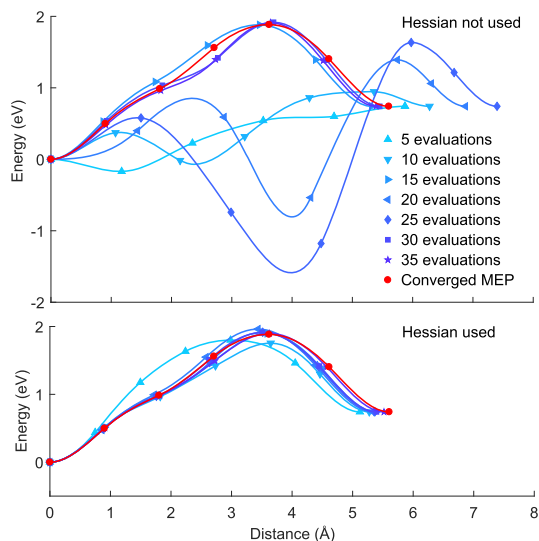 Hessian not used
2
1
0
-1
-2
Energy (eV)
5 evaluations
10 evaluations
15 evaluations
20 evaluations
25 evaluations
30 evaluations
35 evaluations
Converged MEP
Hessian used
2
1
0
Energy (eV)
0 1 2 3 4 5 6 7 8
Distance (Å)